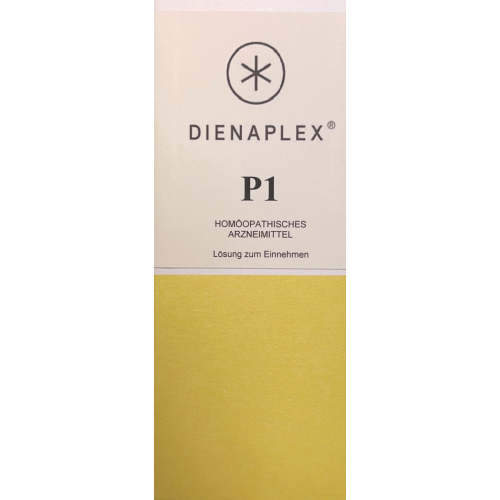 DIENAPLEX®
P1
HOMÖOPATHISCHES
ARZNEIMITTEL
Lösung zum Einnehmen